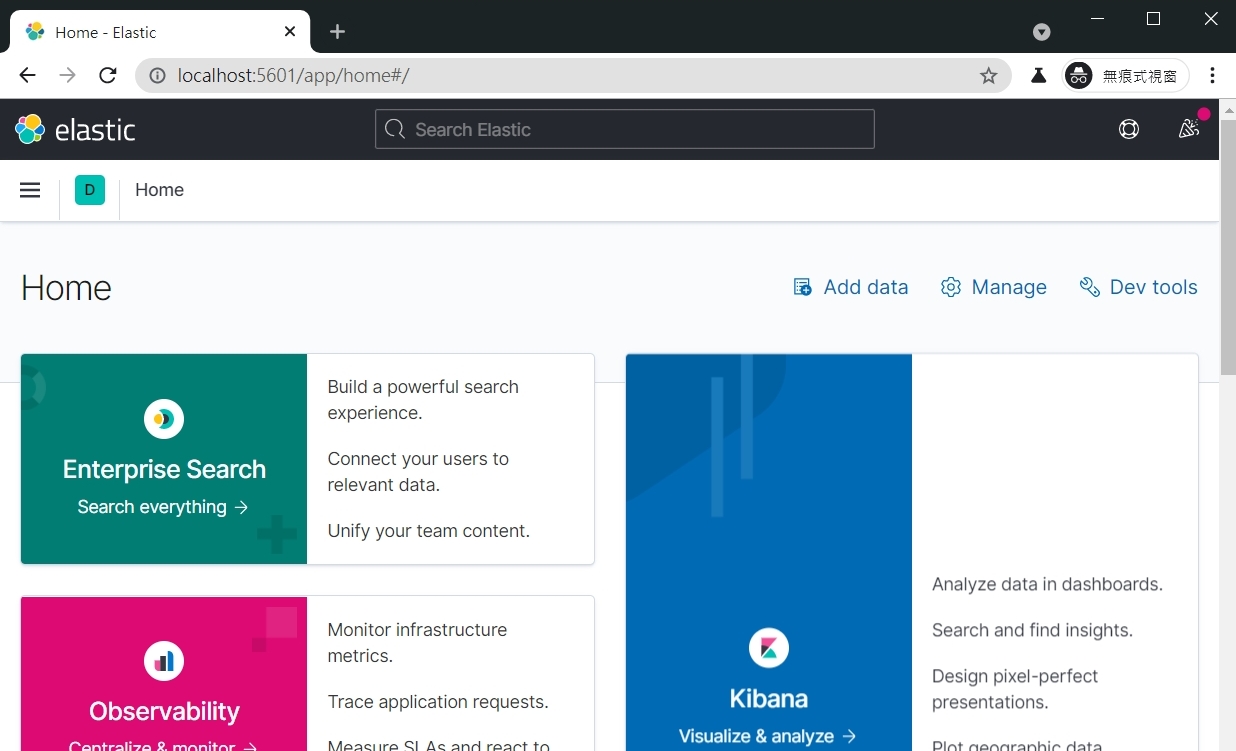 Home - Elastic
localhost:5601/app/home#/
無痕式視窗
elastic
Search Elastic
D
Home
Home
Add data
Manage
Dev tools
Enterprise Search
Search everything →
Build a powerful search
experience.
Connect your users to
relevant data.
Unify your team content.
Observability
Centralize & monitor →
Monitor infrastructure
metrics.
Trace application requests.
Measure SLAs and react to
Kibana
Visualize & analyze →
Analyze data in dashboards.
Search and find insights.
Design pixel-perfect
presentations.
Plot geographic data.